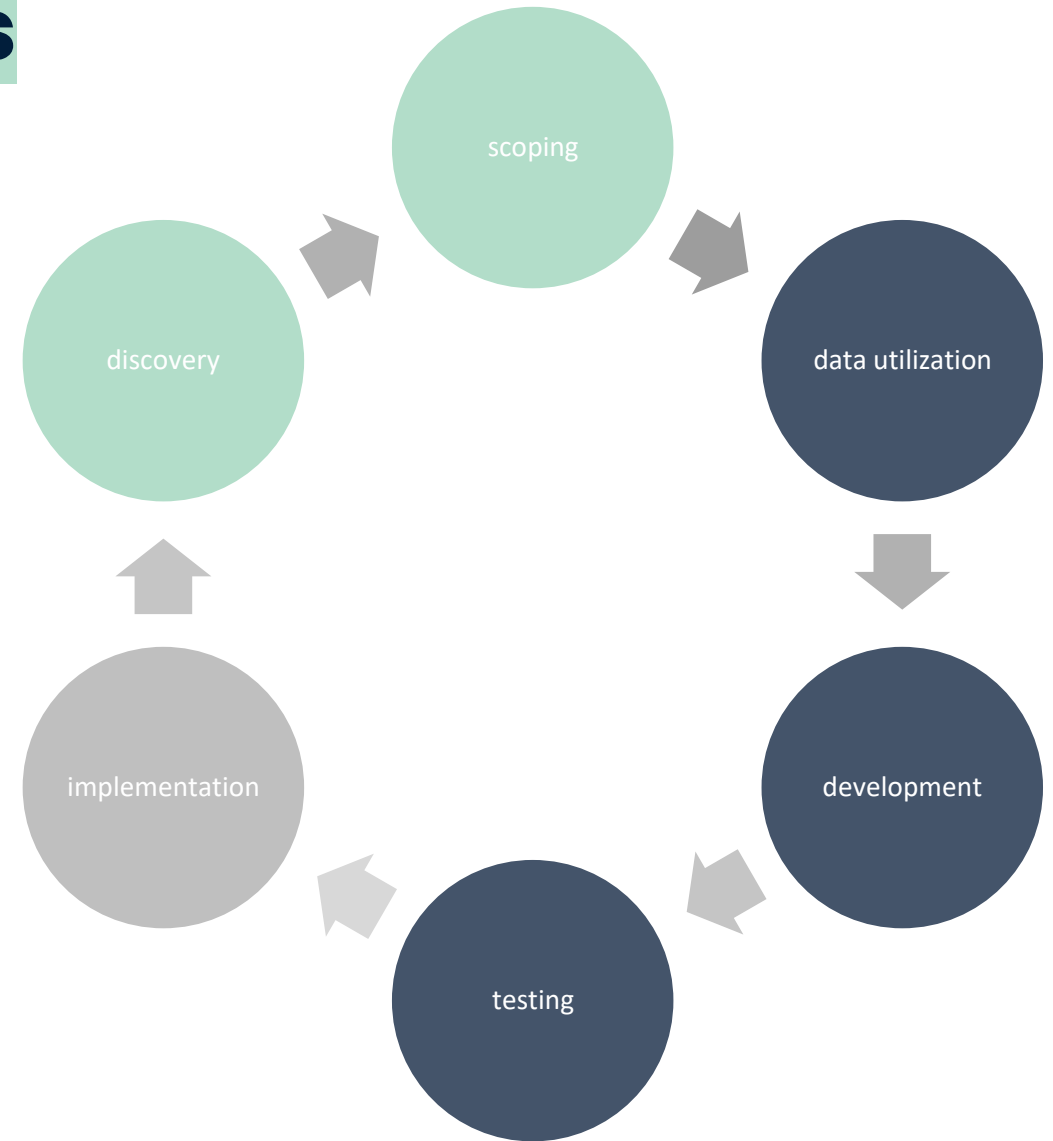 s
scoping
discovery
data utilization
implementation
development
testing